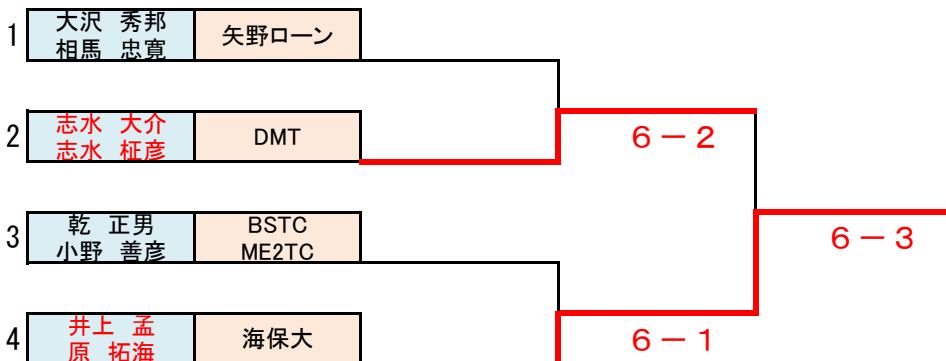 1
大沢 秀邦
相馬 忠寛
矢野ローン
2
志水 大介
志水 柾彦
DMT
6-2
3
乾 正男
小野 善彦
BSTC
ME2TC
6-3
4
井上 孟
原 拓海
海保大
6-1